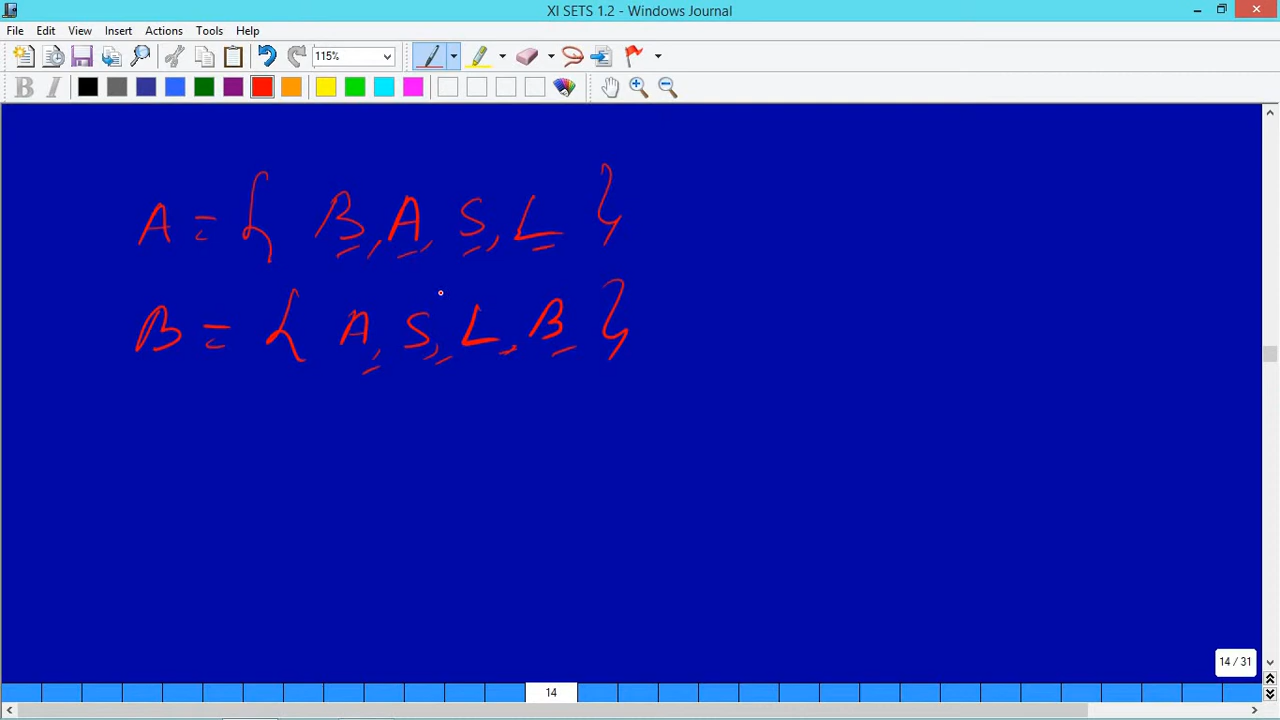 XI SETS 1.2 - Windows Journal
File Edit View Insert Actions Tools Help
115%
B I
A = { B, A, S, L }
B = { A, S, L, B }
14 / 31
14